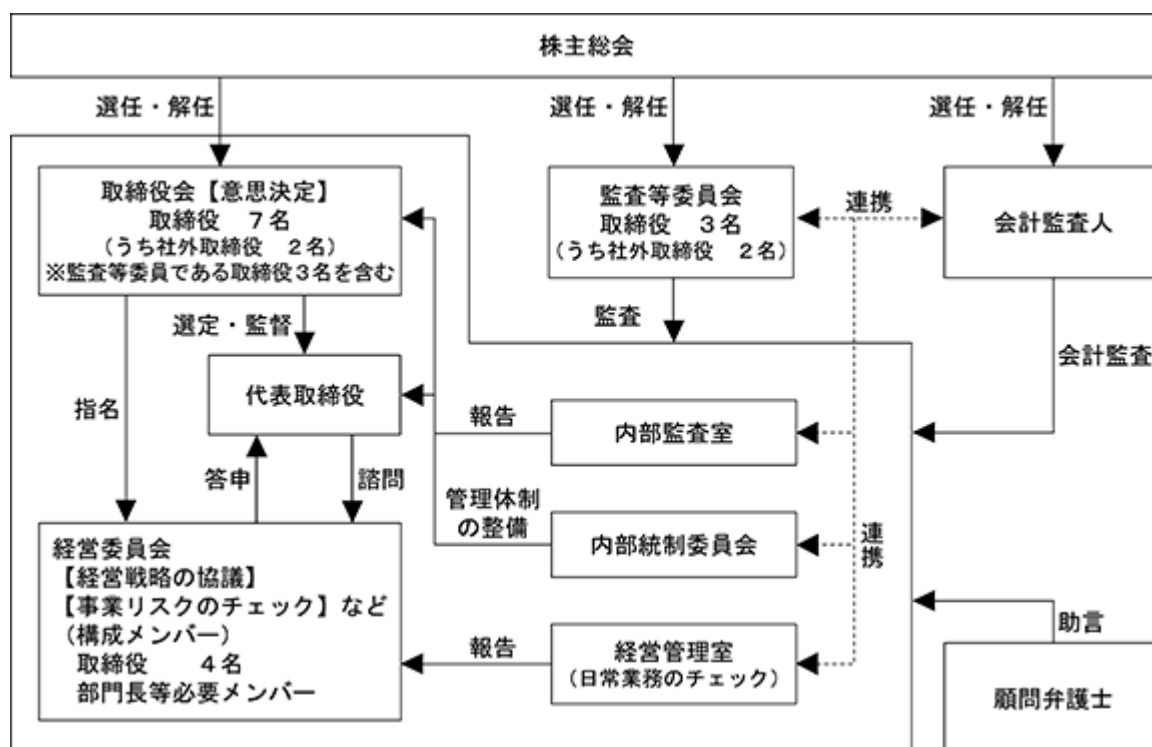 株主総会
選任・解任
選任・解任
選任・解任
取締役会【意思決定】
取締役　７名
（うち社外取締役　２名）
※監査等委員である取締役３名を含む
監査等委員会
取締役　３名
（うち社外取締役　２名）
連携
会計監査人
選定・監督
監査
会計監査
代表取締役
指名
報告
内部監査室
答申
諮問
管理体制
の整備
内部統制委員会
連携
経営委員会
【経営戦略の協議】
【事業リスクのチェック】など
（構成メンバー）
取締役　　４名
部門長等必要メンバー
報告
経営管理室
（日常業務のチェック）
助言
顧問弁護士